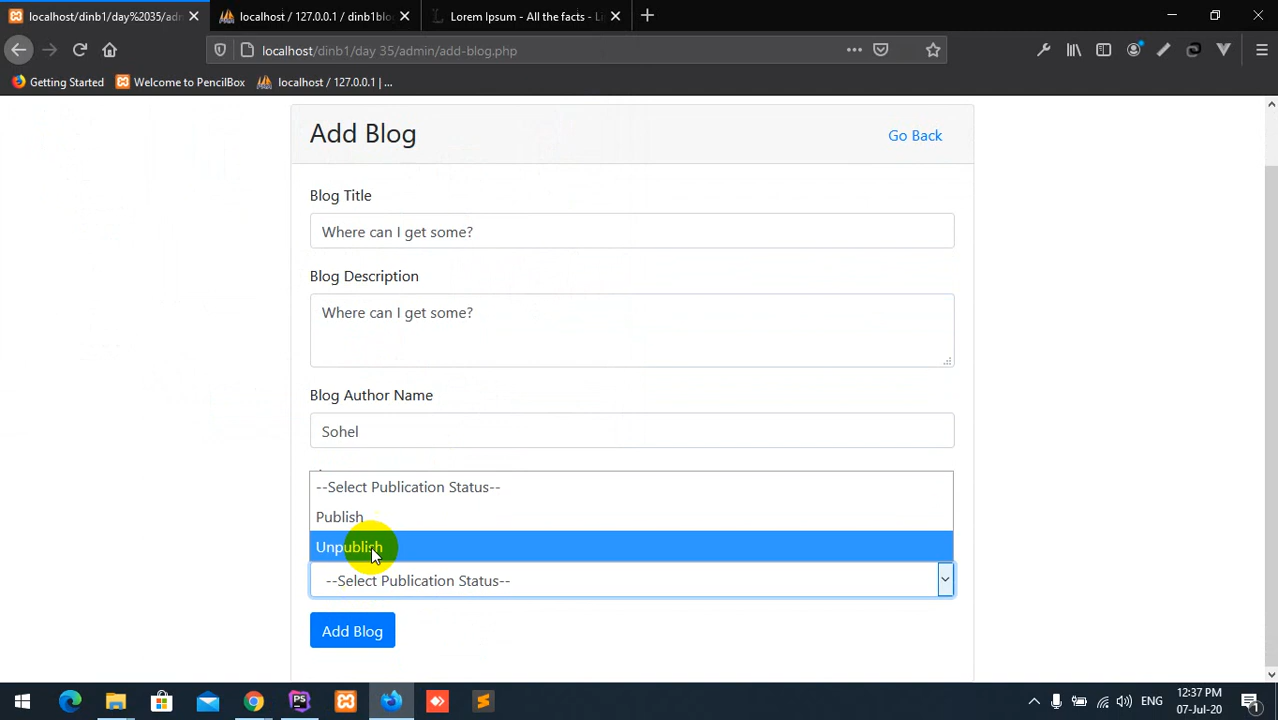 localhost/dinb1/day%2035/adm
localhost / 127.0.0.1 / dinb1blo
Lorem Ipsum - All the facts - Li
localhost/dinb1/day 35/admin/add-blog.php
Getting Started
Welcome to PencilBox
localhost / 127.0.0.1 | ...
Add Blog
Go Back
Blog Title
Where can I get some?
Blog Description
Where can I get some?
Blog Author Name
Sohel
--Select Publication Status--
Publish
Unpublish
--Select Publication Status--
Add Blog
PS
ENG
12:37 PM
07-Jul-20
1